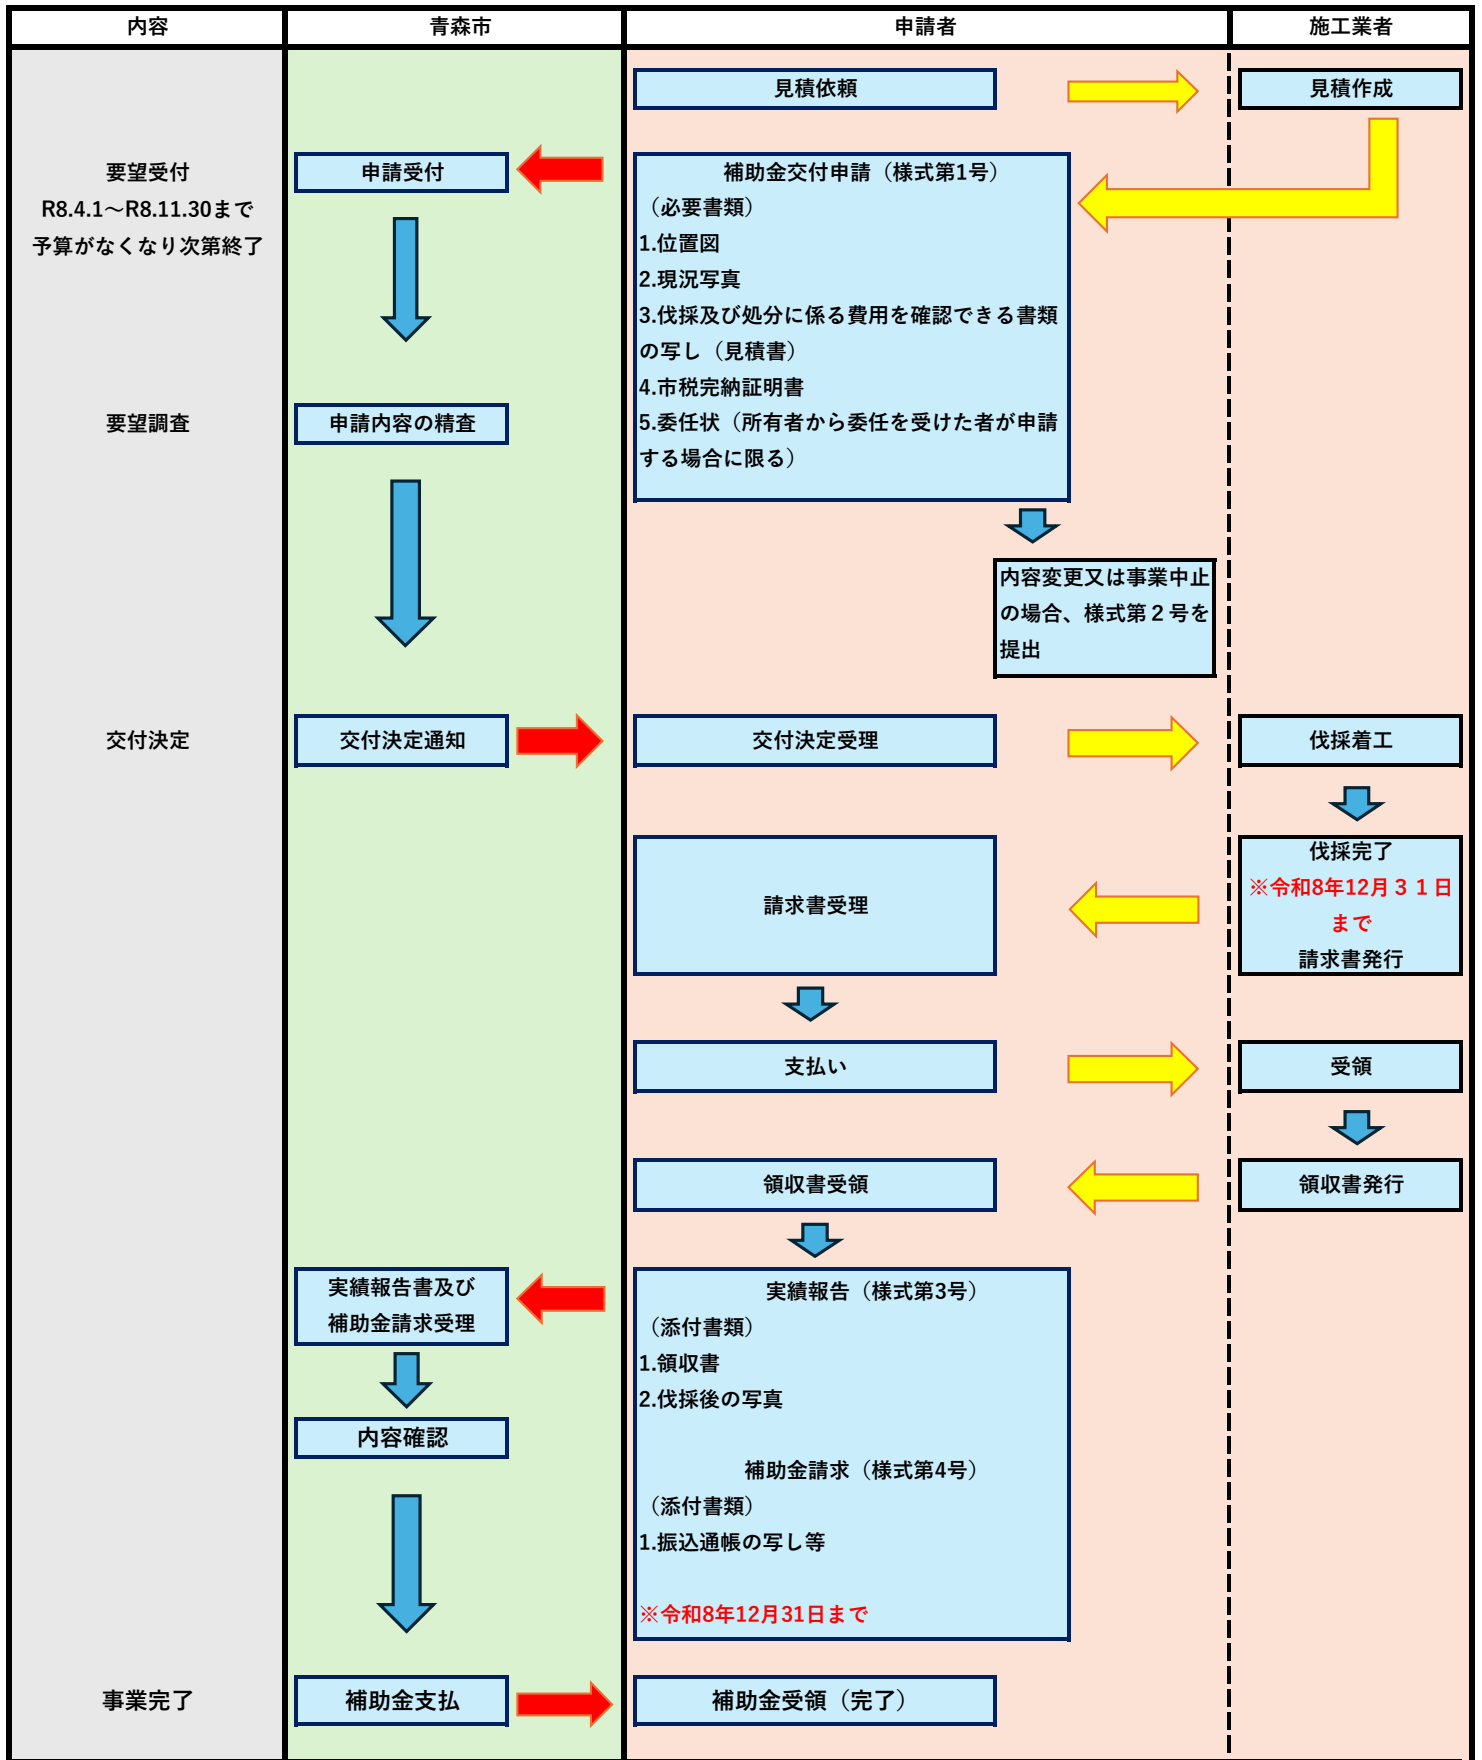 内容
青森市
申請者
施工業者
見積依頼
見積作成
要望受付
R8.4.1～R8.11.30まで
予算がなくなり次第終了
申請受付
補助金交付申請（様式第1号）
（必要書類）
1.位置図
2.現況写真
3.伐採及び処分に係る費用を確認できる書類
の写し（見積書）
4.市税完納証明書
5.委任状（所有者から委任を受けた者が申請
する場合に限る）
要望調査
申請内容の精査
内容変更又は事業中止
の場合、様式第２号を
提出
交付決定
交付決定通知
交付決定受理
伐採着工
請求書受理
伐採完了
※令和8年12月３１日
まで
請求書発行
支払い
受領
領収書受領
領収書発行
実績報告書及び
補助金請求受理
内容確認
実績報告（様式第3号）
（添付書類）
1.領収書
2.伐採後の写真
補助金請求（様式第4号）
（添付書類）
1.振込通帳の写し等
※令和8年12月31日まで
事業完了
補助金支払
補助金受領（完了）